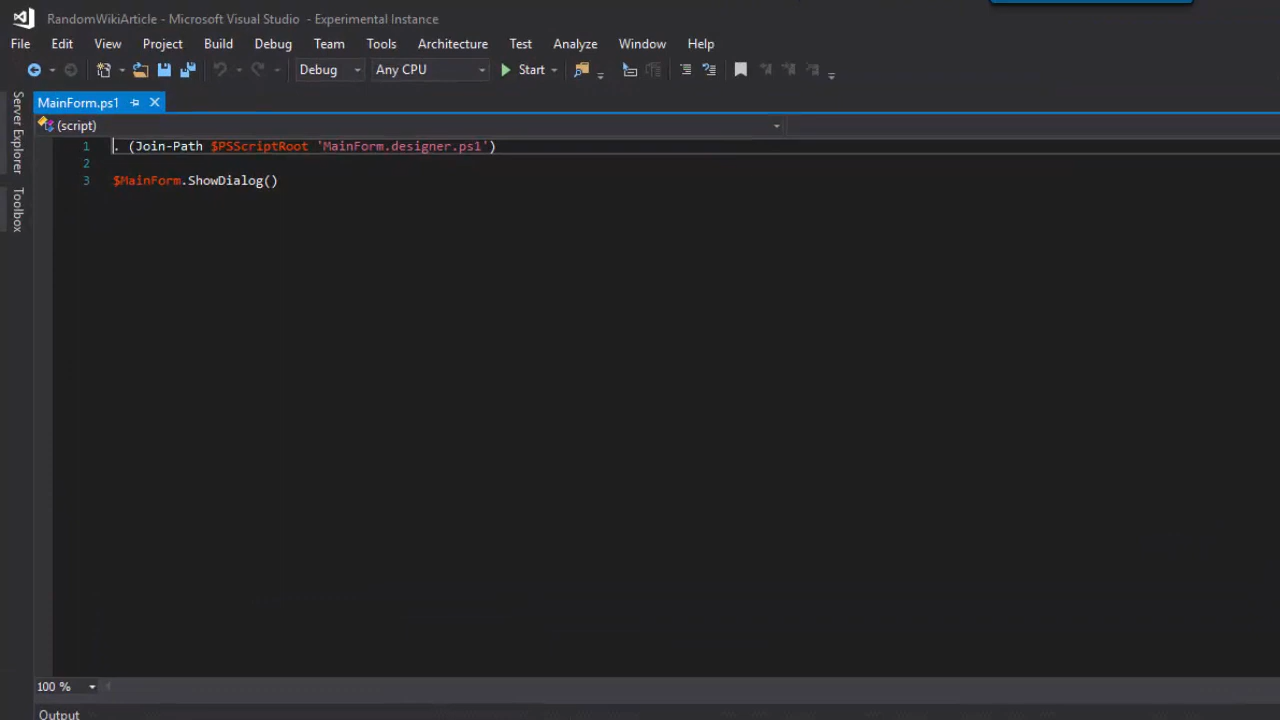 RandomWikiArticle - Microsoft Visual Studio - Experimental Instance
File Edit View Project Build Debug Team Tools Architecture Test Analyze Window Help
Debug Any CPU Start
Server Explorer
Toolbox
MainForm.ps1
(script)
1 . (Join-Path $PSScriptRoot 'MainForm.designer.ps1')
2
3 $MainForm.ShowDialog()
100 %
Output